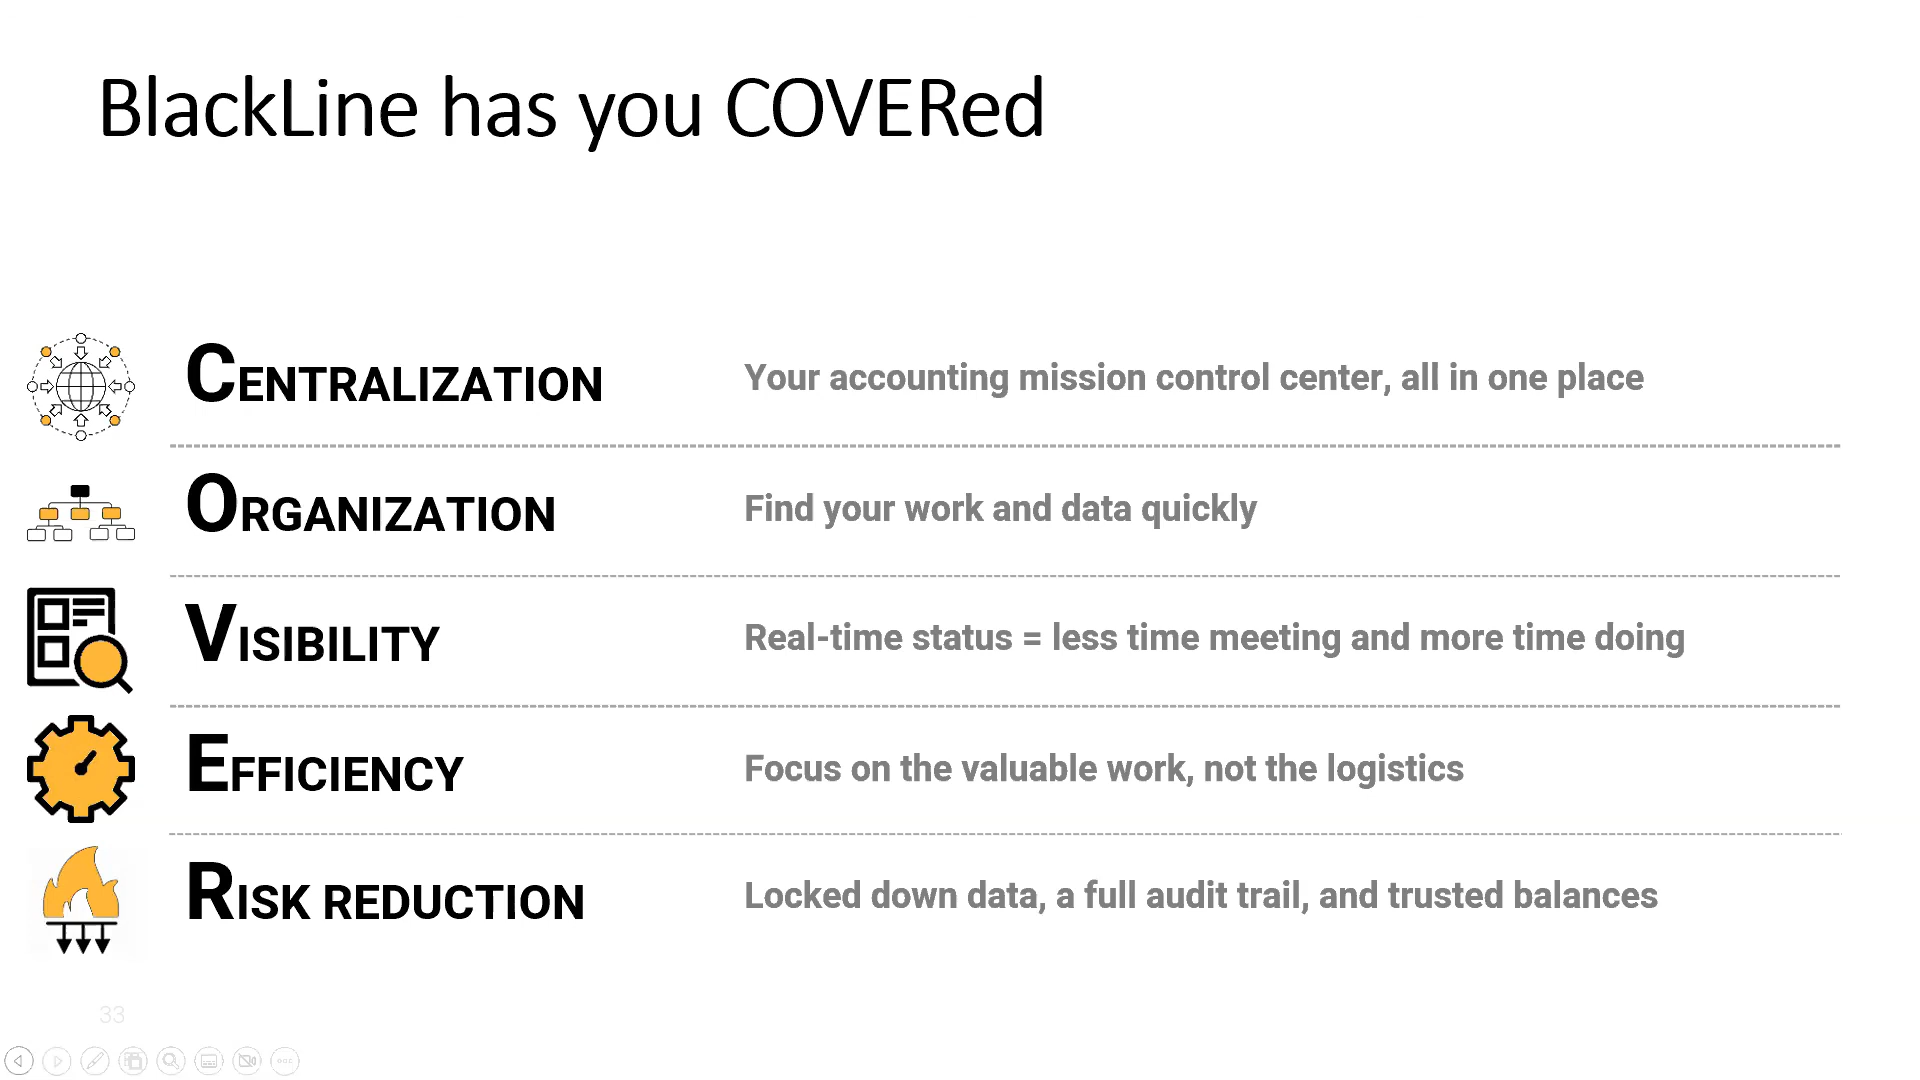 BlackLine has you COVERed
CENTRALIZATION
Your accounting mission control center, all in one place
ORGANIZATION
Find your work and data quickly
VISIBILITY
Real-time status = less time meeting and more time doing
EFFICIENCY
Focus on the valuable work, not the logistics
RISK REDUCTION
Locked down data, a full audit trail, and trusted balances
33